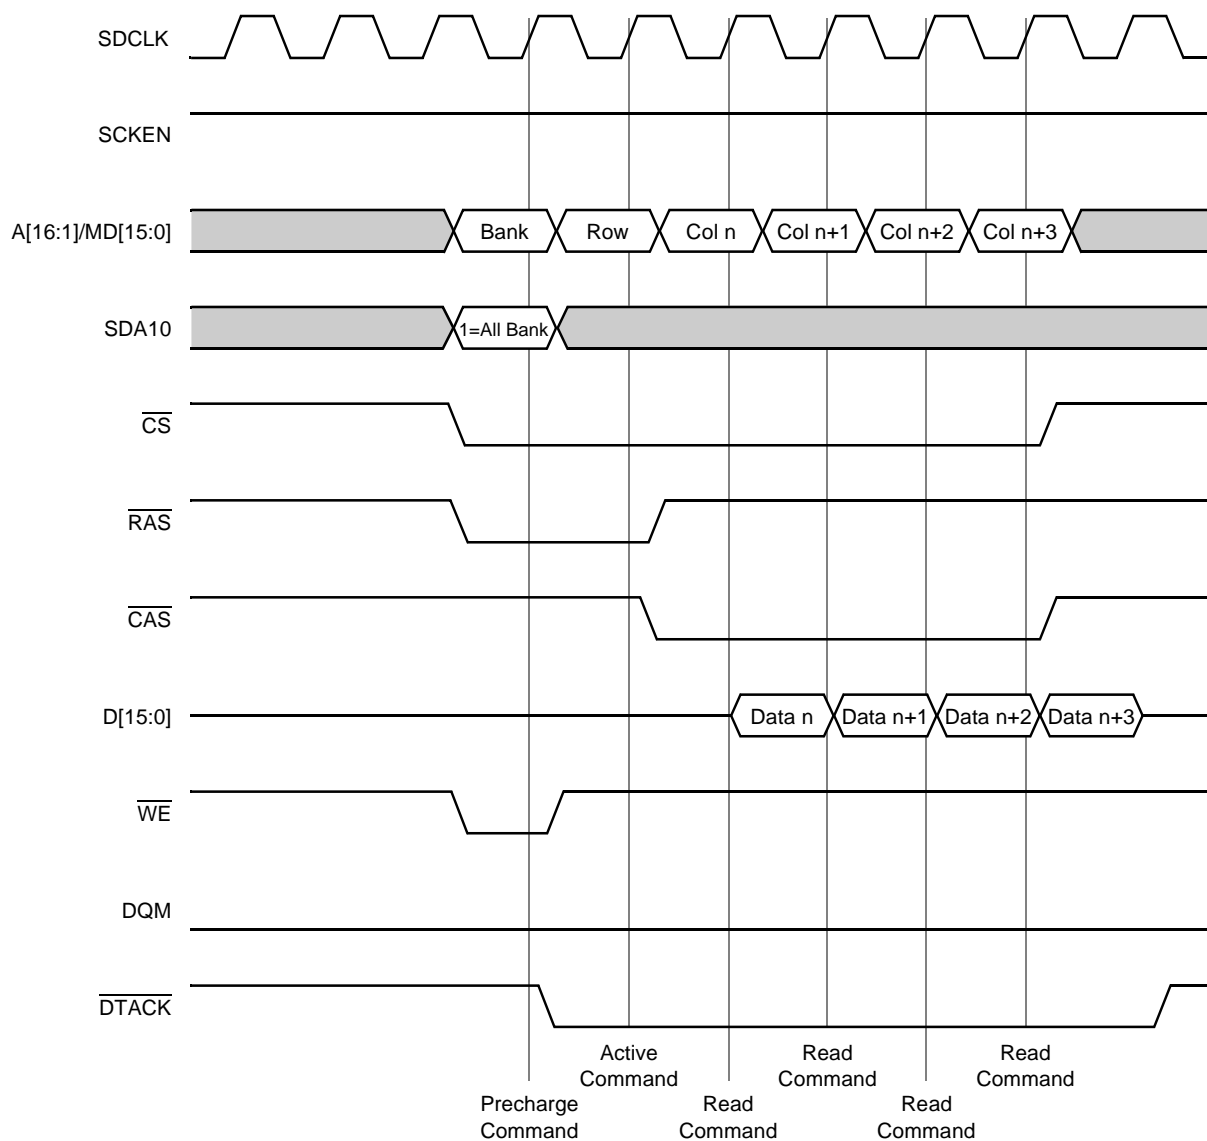 SDCLK
SCKEN
A[16:1]/MD[15:0]
Bank
Row
Col n
Col n+1
Col n+2
Col n+3
SDA10
1=All Bank
CS
RAS
CAS
D[15:0]
Data n
Data n+1
Data n+2
Data n+3
WE
DQM
DTACK
Active
Command
Read
Command
Read
Command
Precharge
Command
Read
Command
Read
Command